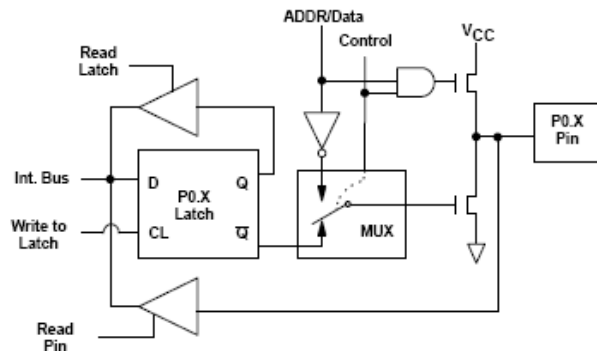 ADDR/Data
Control
VCC
Read
Latch
P0.X
Pin
Int. Bus
D
P0.X
Latch
Q
Write to
Latch
CL
Q̅
MUX
Read
Pin